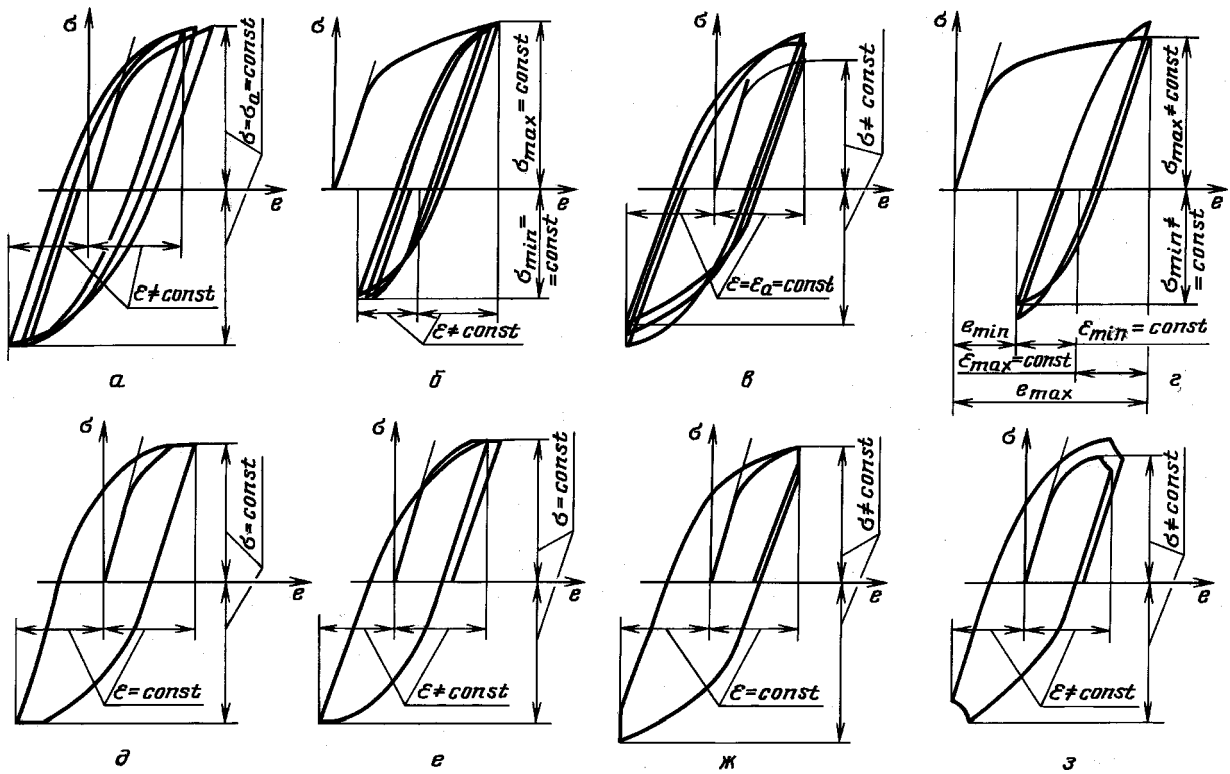 σ
e
σ=σₐ=const
ε≠const
а
σ
e
σmax=const
σmin=
=const
ε≠const
б
σ
e
σ≠const
ε=εₐ=const
в
σ
e
σmax≠const
σmin≠
=const
emin
εmin=const
εmax=const
emax
г
σ
e
σ=const
ε=const
д
σ
e
σ=const
ε≠const
е
σ
e
σ≠const
ε=const
ж
σ
e
σ≠const
ε≠const
з